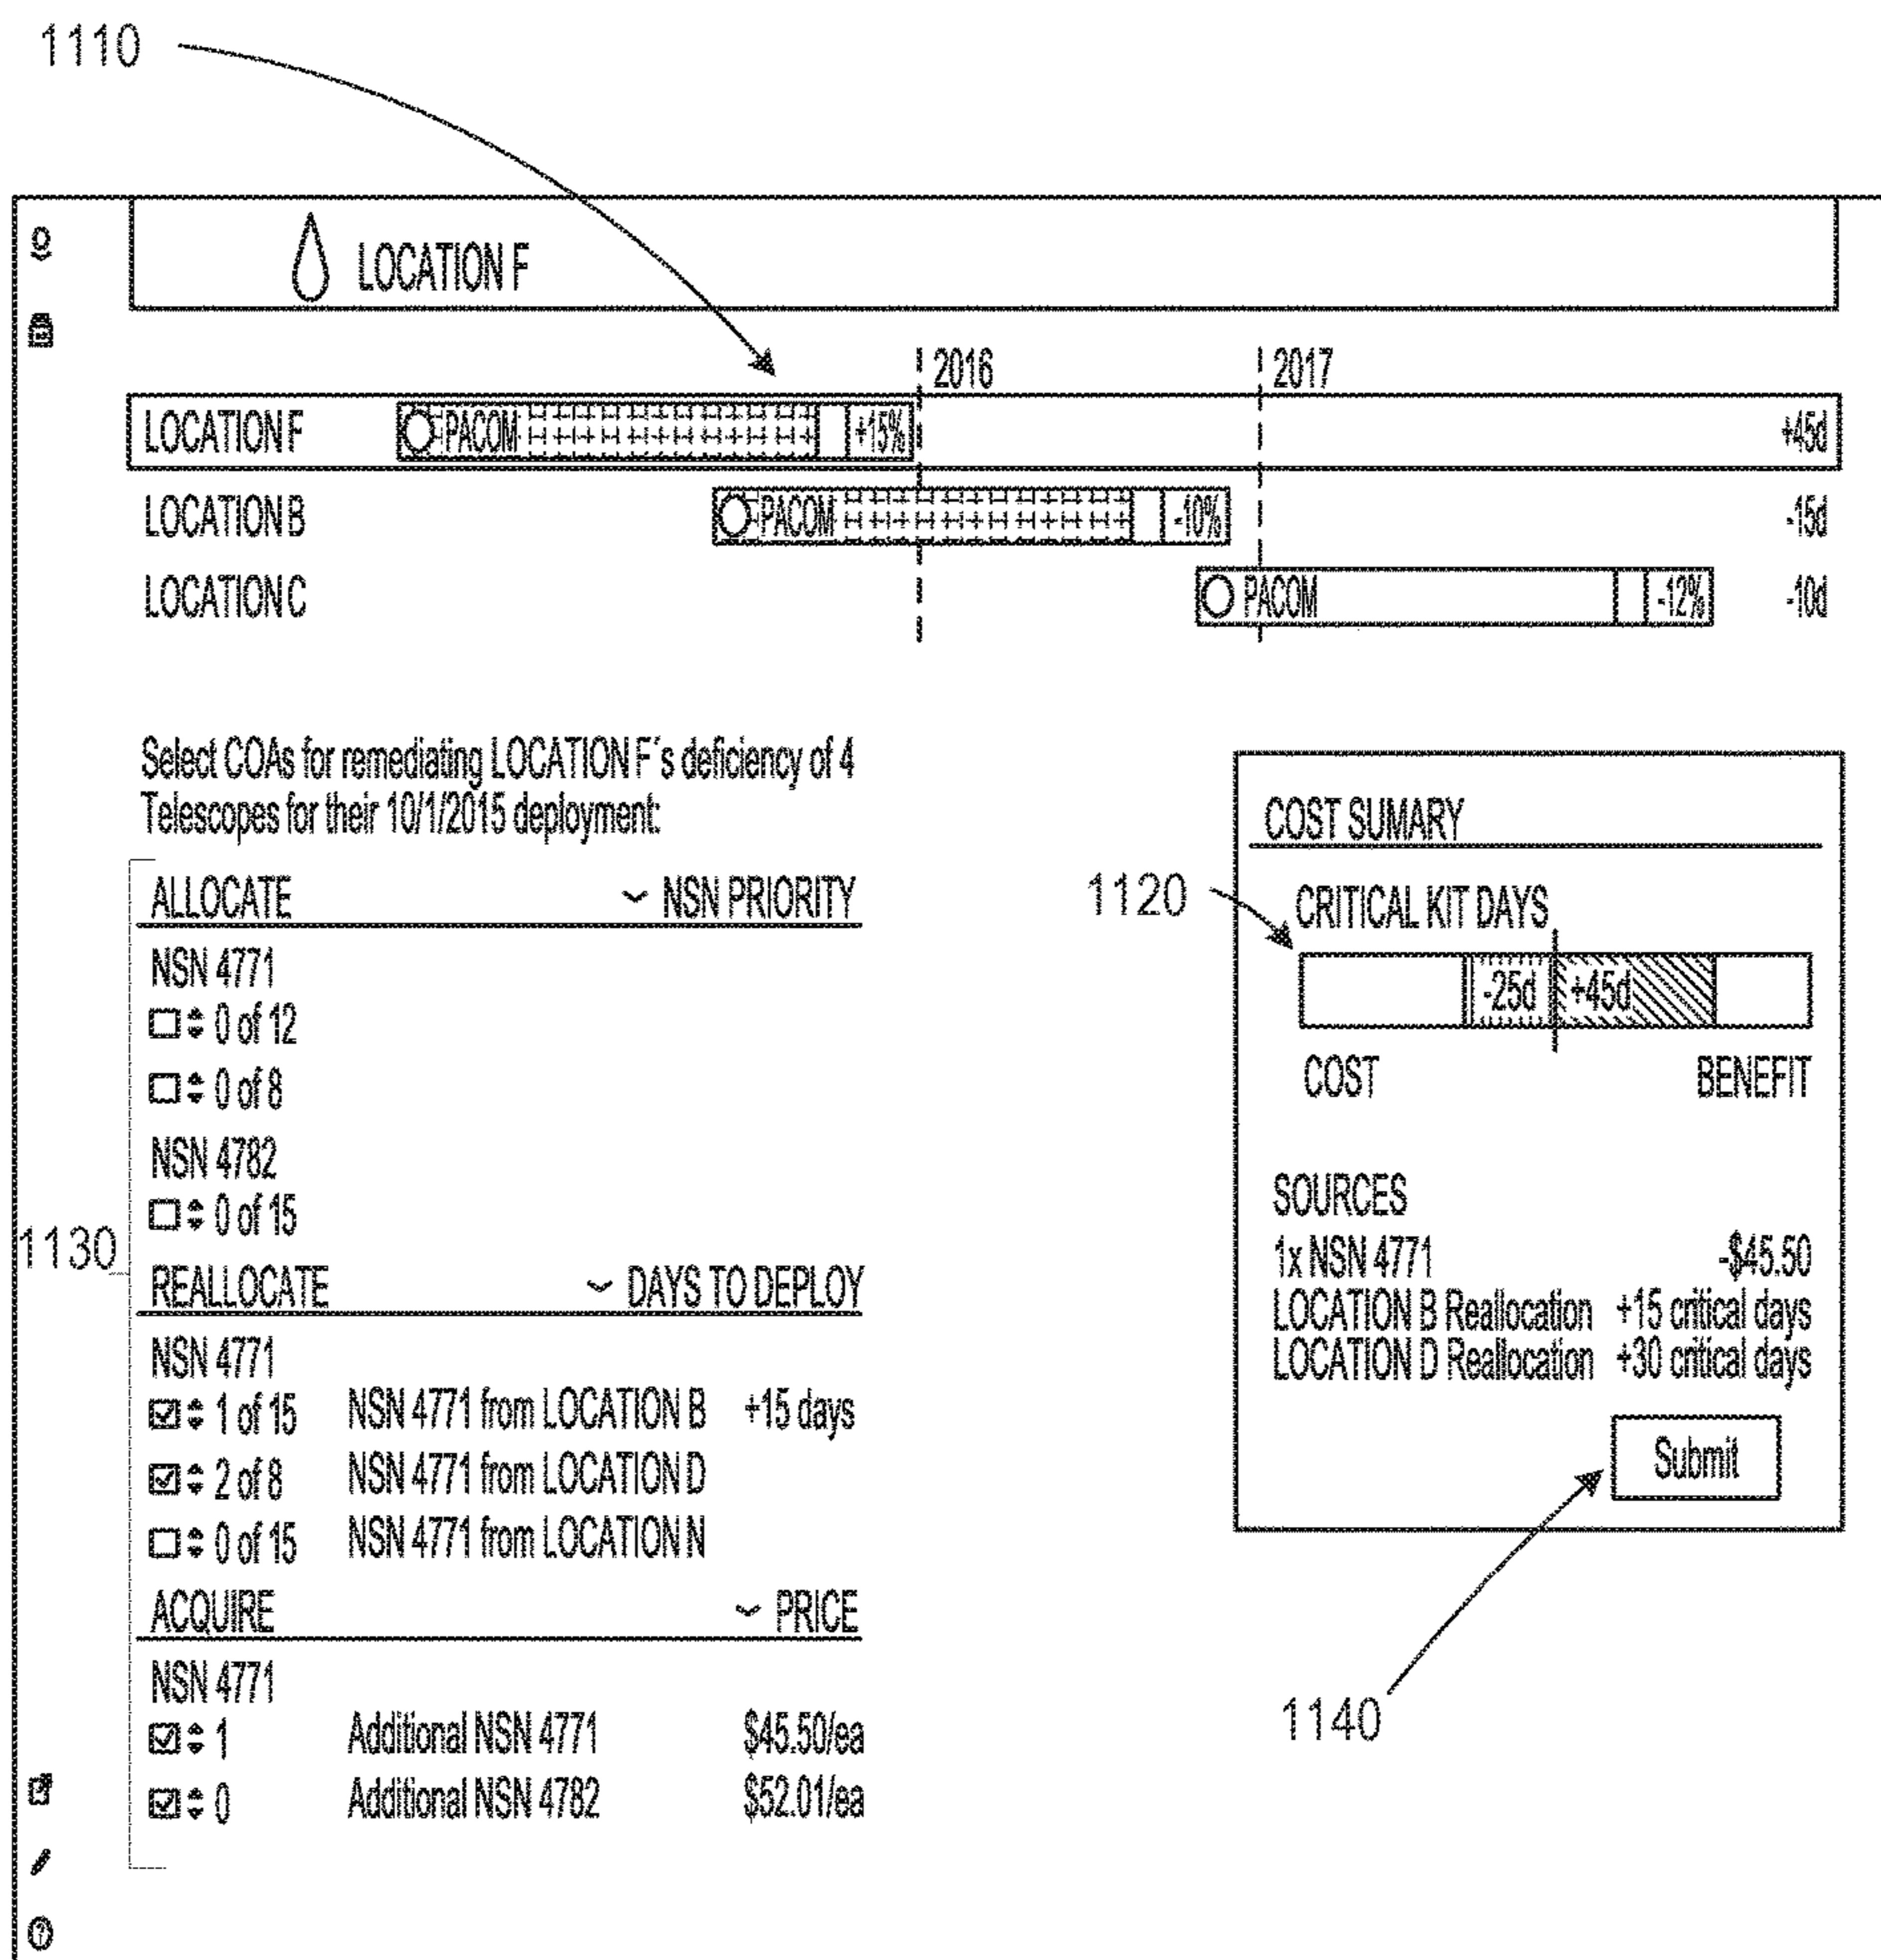 1110
LOCATION F
2016
2017
LOCATION F PACOM +15% +45d
LOCATION B PACOM -10% -15d
LOCATION C PACOM -12% -10d
Select COAs for remediating LOCATION F´s deficiency of 4
Telescopes for their 10/1/2015 deployment:
ALLOCATE NSN PRIORITY
NSN 4771
0 of 12
0 of 8
NSN 4782
0 of 15
1130
REALLOCATE DAYS TO DEPLOY
NSN 4771
1 of 15 NSN 4771 from LOCATION B +15 days
2 of 8 NSN 4771 from LOCATION D
0 of 15 NSN 4771 from LOCATION N
ACQUIRE PRICE
NSN 4771
1 Additional NSN 4771 $45.50/ea
0 Additional NSN 4782 $52.01/ea
COST SUMARY
1120
CRITICAL KIT DAYS
-25d +45d
COST BENEFIT
SOURCES
1x NSN 4771 -$45.50
LOCATION B Reallocation +15 critical days
LOCATION D Reallocation +30 critical days
Submit
1140
?